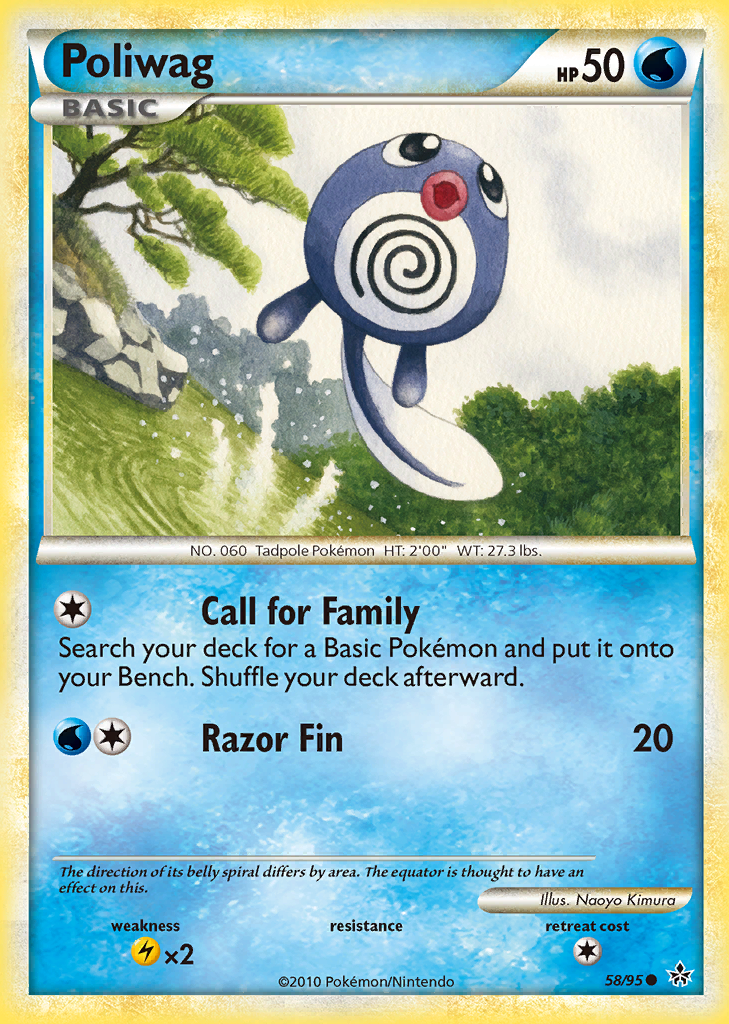 Poliwag
HP 50
BASIC
NO. 060 Tadpole Pokémon HT: 2'00" WT: 27.3 lbs.
Call for Family
Search your deck for a Basic Pokémon and put it onto
your Bench. Shuffle your deck afterward.
Razor Fin 20
The direction of its belly spiral differs by area. The equator is thought to have an
effect on this.
Illus. Naoyo Kimura
weakness resistance retreat cost
×2
©2010 Pokémon/Nintendo
58/95